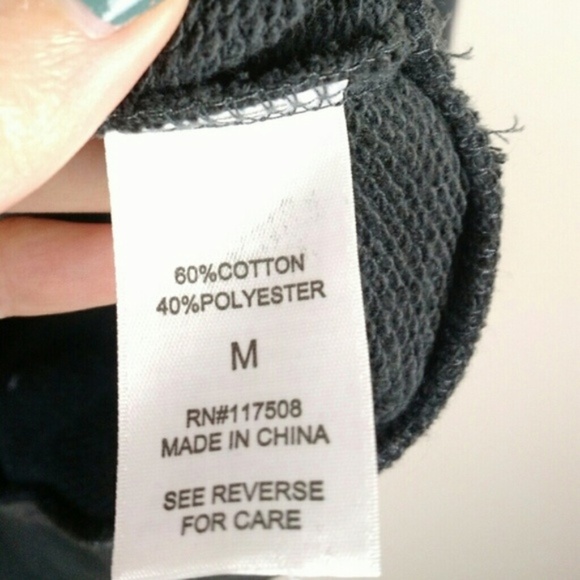 60%COTTON
40%POLYESTER
M
RN#117508
MADE IN CHINA
SEE REVERSE
FOR CARE